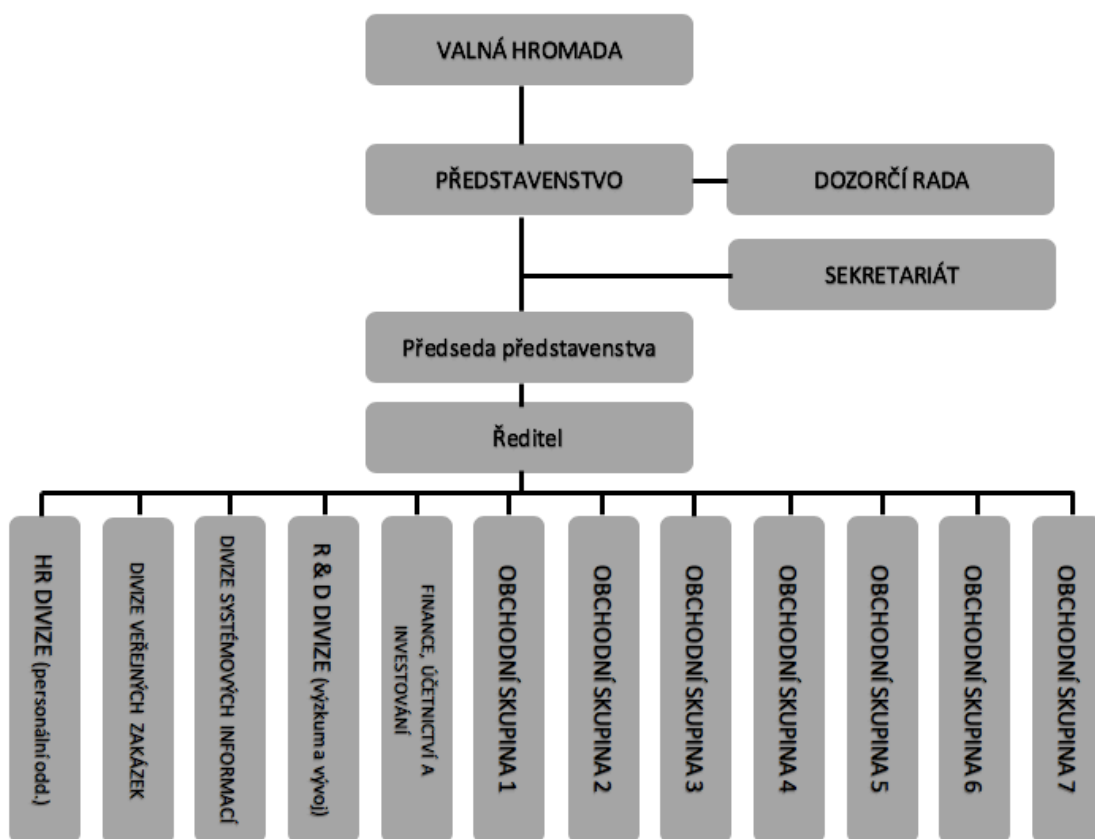 VALNÁ HROMADA
PŘEDSTAVENSTVO
DOZORČÍ RADA
SEKRETARIÁT
Předseda představenstva
Ředitel
HR DIVIZE (personální odd.)
DIVIZE VEŘEJNÝCH ZAKÁZEK
DIVIZE SYSTÉMOVÝCH INFORMACÍ
R & D DIVIZE (výzkum a vývoj)
FINANCE, ÚČETNICTVÍ A
INVESTOVÁNÍ
OBCHODNÍ SKUPINA 1
OBCHODNÍ SKUPINA 2
OBCHODNÍ SKUPINA 3
OBCHODNÍ SKUPINA 4
OBCHODNÍ SKUPINA 5
OBCHODNÍ SKUPINA 6
OBCHODNÍ SKUPINA 7